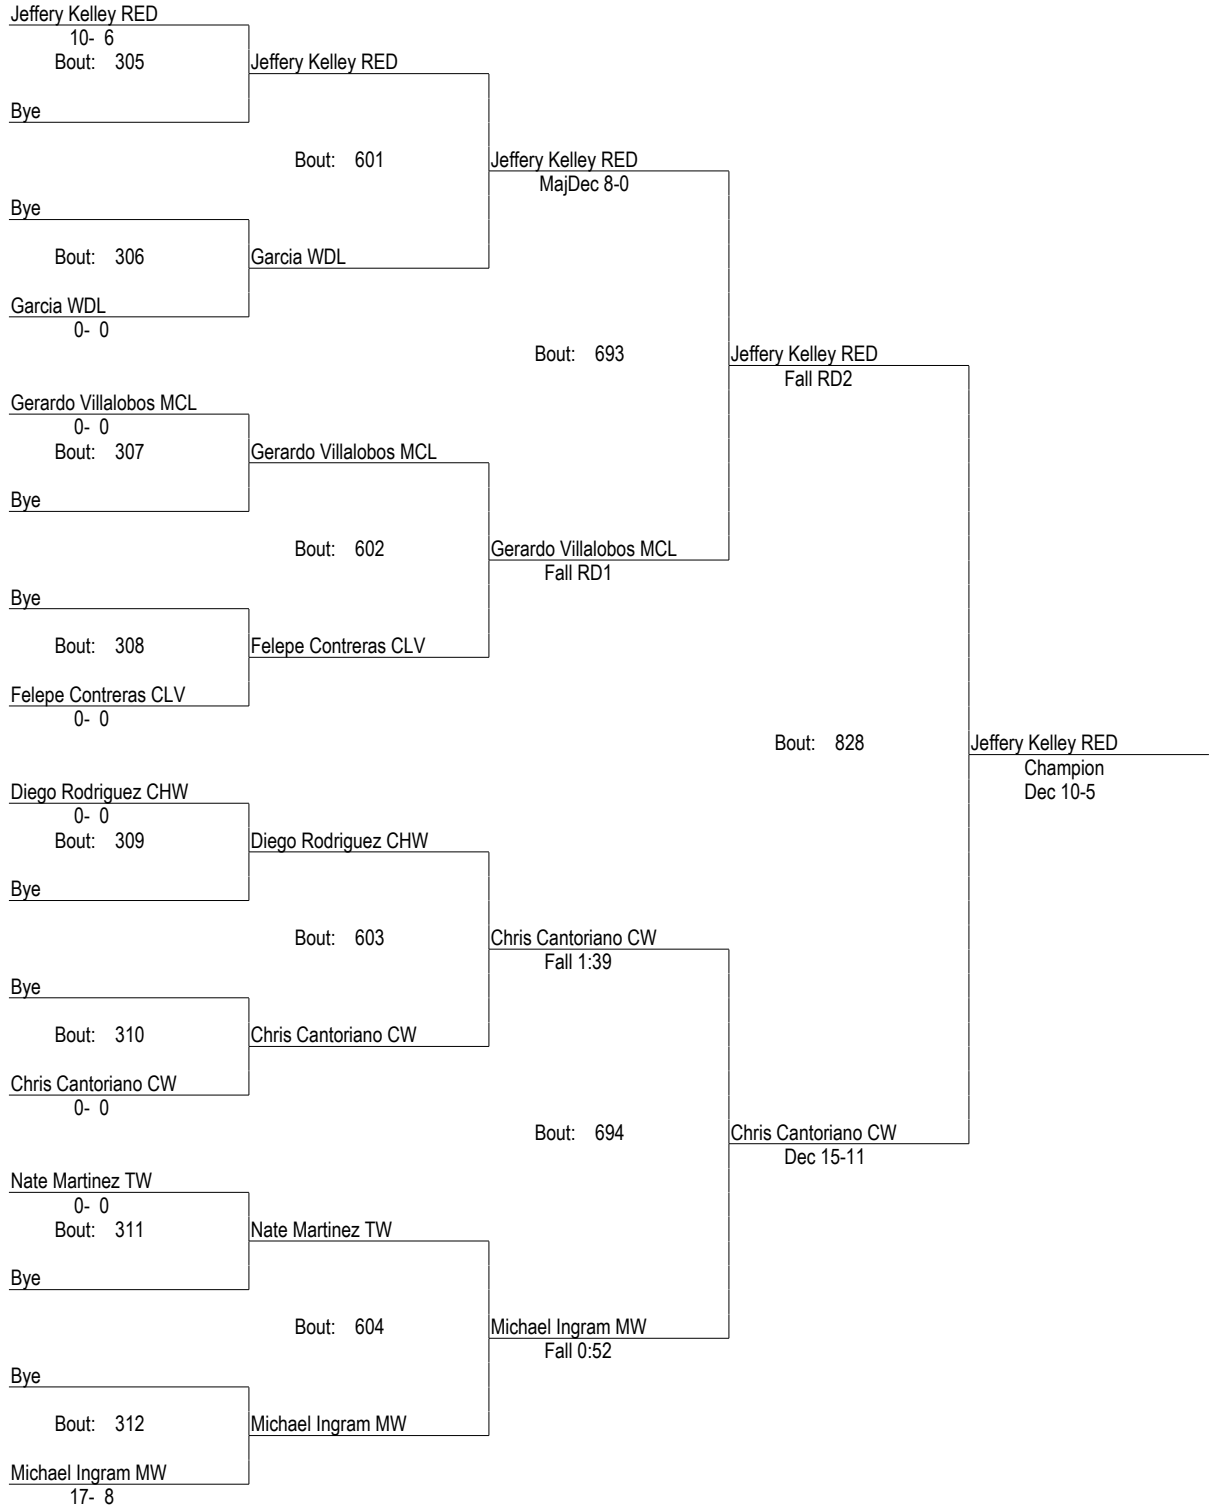 Jeffery Kelley RED
10- 6
Bout: 305
Jeffery Kelley RED
Bye
Bout: 601
Jeffery Kelley RED
MajDec 8-0
Bye
Bout: 306
Garcia WDL
Garcia WDL
0- 0
Bout: 693
Jeffery Kelley RED
Fall RD2
Gerardo Villalobos MCL
0- 0
Bout: 307
Gerardo Villalobos MCL
Bye
Bout: 602
Gerardo Villalobos MCL
Fall RD1
Bye
Bout: 308
Felepe Contreras CLV
Felepe Contreras CLV
0- 0
Bout: 828
Jeffery Kelley RED
Champion
Dec 10-5
Diego Rodriguez CHW
0- 0
Bout: 309
Diego Rodriguez CHW
Bye
Bout: 603
Chris Cantoriano CW
Fall 1:39
Bye
Bout: 310
Chris Cantoriano CW
Chris Cantoriano CW
0- 0
Bout: 694
Chris Cantoriano CW
Dec 15-11
Nate Martinez TW
0- 0
Bout: 311
Nate Martinez TW
Bye
Bout: 604
Michael Ingram MW
Fall 0:52
Bye
Bout: 312
Michael Ingram MW
Michael Ingram MW
17- 8